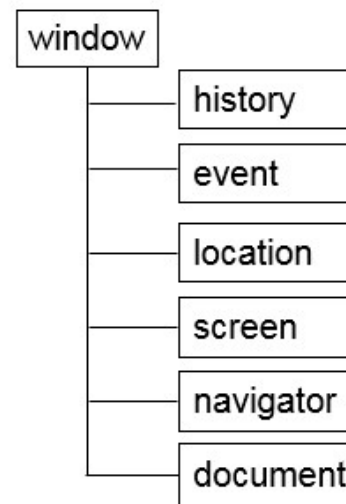 window
history
event
location
screen
navigator
document